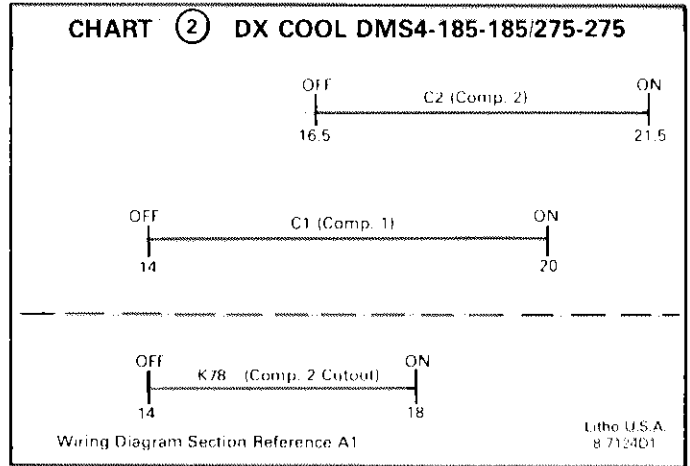 CHART 2 DX COOL DMS4-185-185/275-275
OFF ON
C2 (Comp. 2)
16.5 21.5
OFF ON
C1 (Comp. 1)
14 20
OFF ON
K78 (Comp. 2 Cutout)
14 18
Litho U.S.A.
Wiring Diagram Section Reference A1 8-7124D1